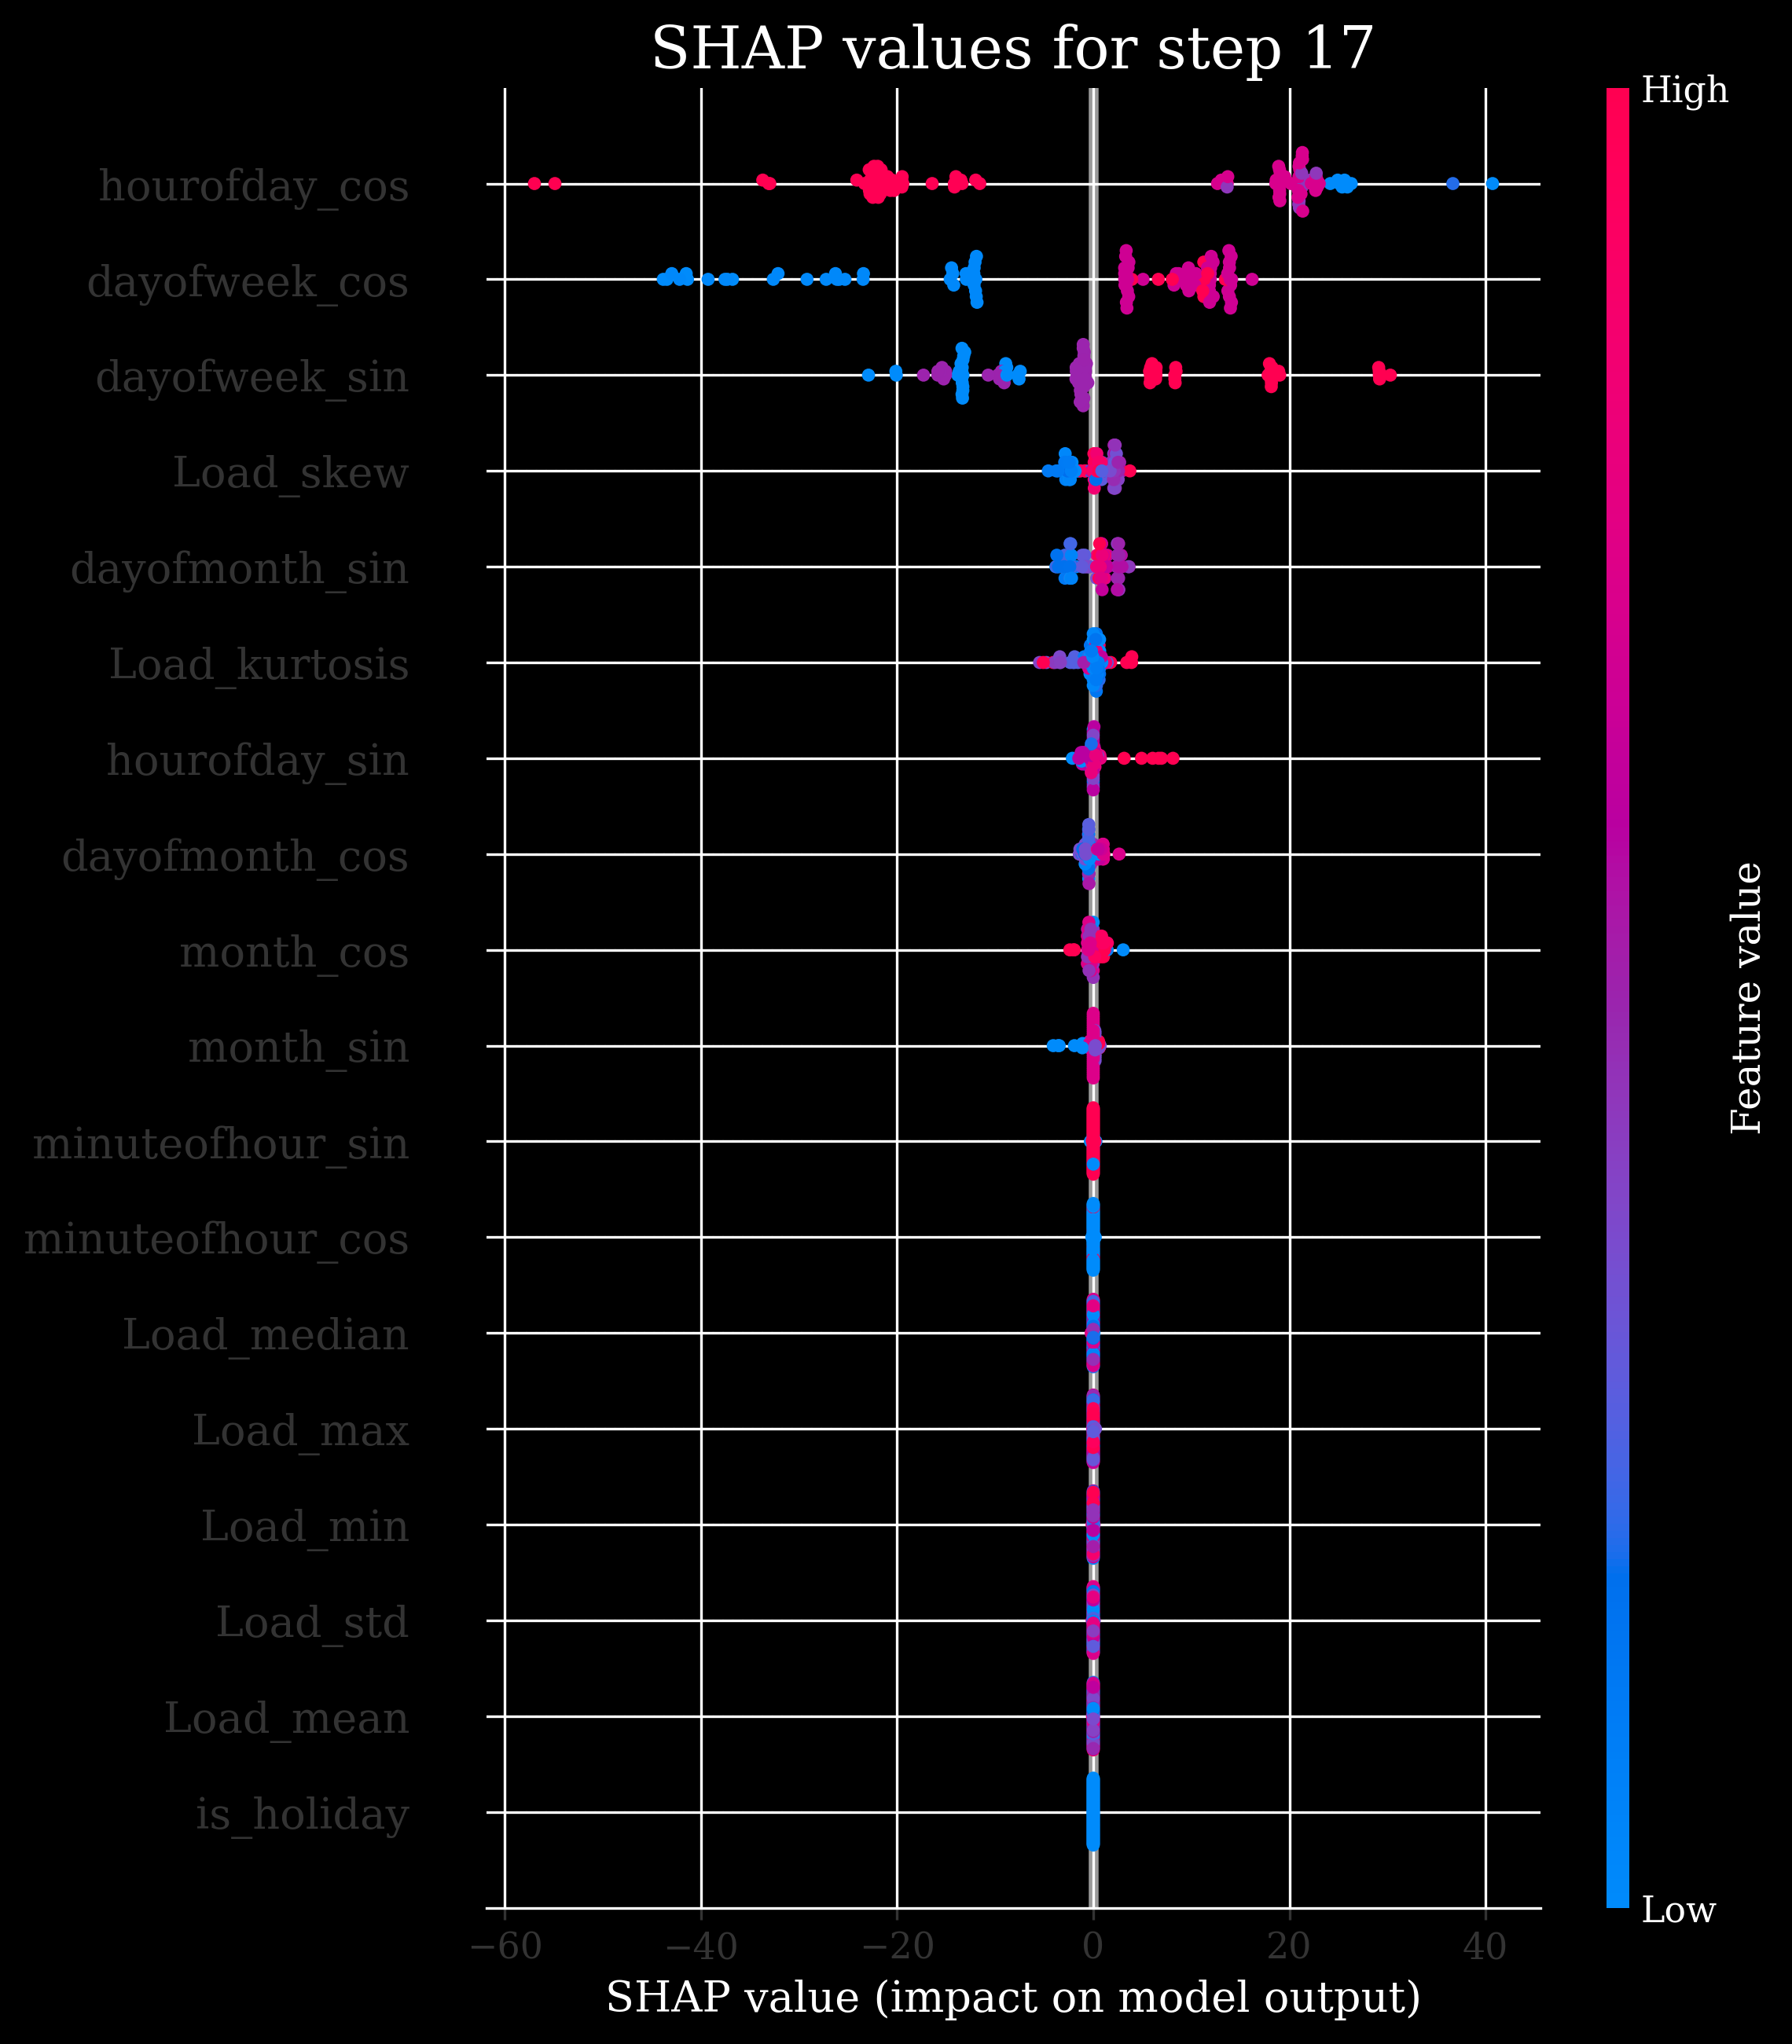 SHAP values for step 17
High
hourofday_cos
dayofweek_cos
dayofweek_sin
Load_skew
dayofmonth_sin
Load_kurtosis
hourofday_sin
dayofmonth_cos
month_cos
month_sin
minuteofhour_sin
minuteofhour_cos
Load_median
Load_max
Load_min
Load_std
Load_mean
is_holiday
Feature value
Low
−60 −40 −20 0 20 40
SHAP value (impact on model output)